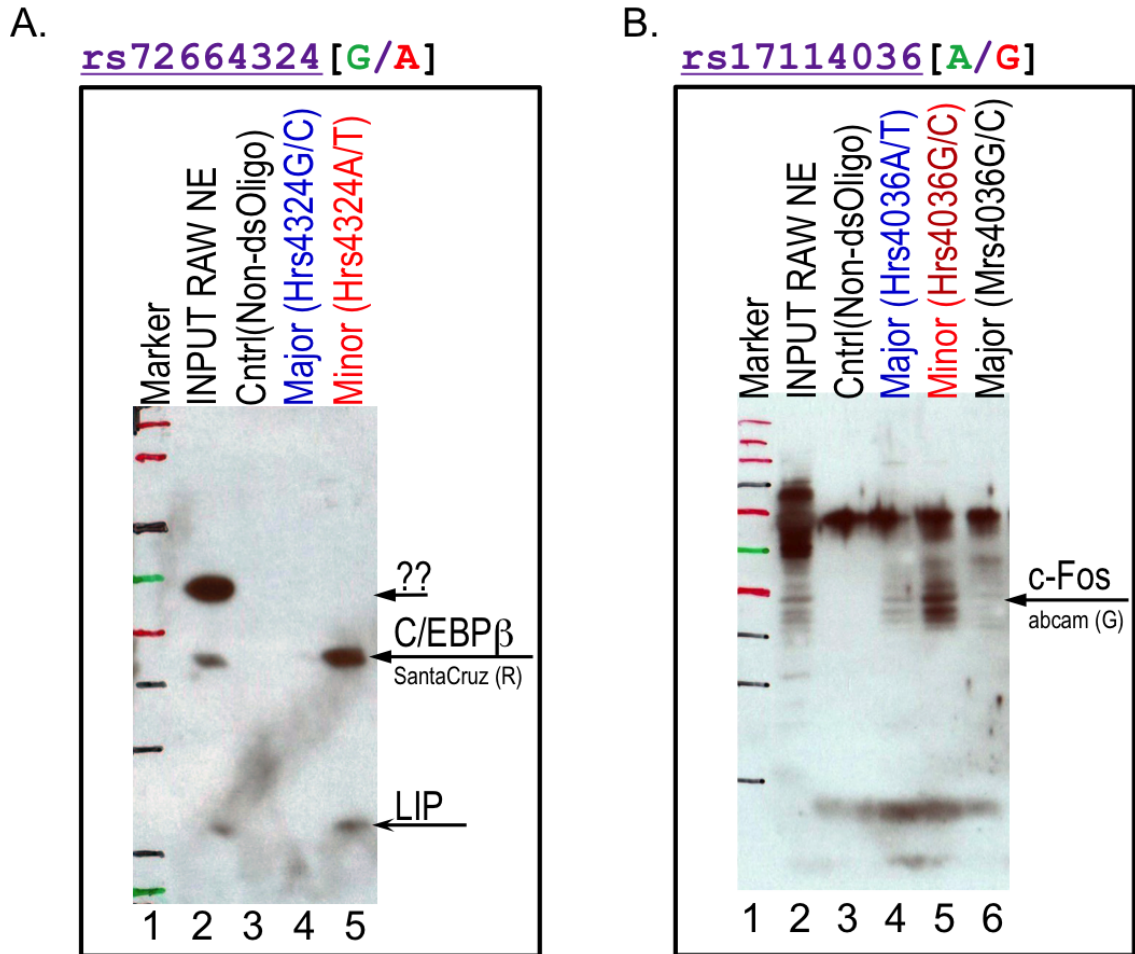 A.
rs72664324[G/A]
Marker
INPUT RAW NE
Cntrl(Non-dsOligo)
Major (Hrs4324G/C)
Minor (Hrs4324A/T)
??
C/EBPβ
SantaCruz (R)
LIP
1 2 3 4 5
B.
rs17114036[A/G]
Marker
INPUT RAW NE
Cntrl(Non-dsOligo)
Major (Hrs4036A/T)
Minor (Hrs4036G/C)
Major (Mrs4036G/C)
c-Fos
abcam (G)
1 2 3 4 5 6